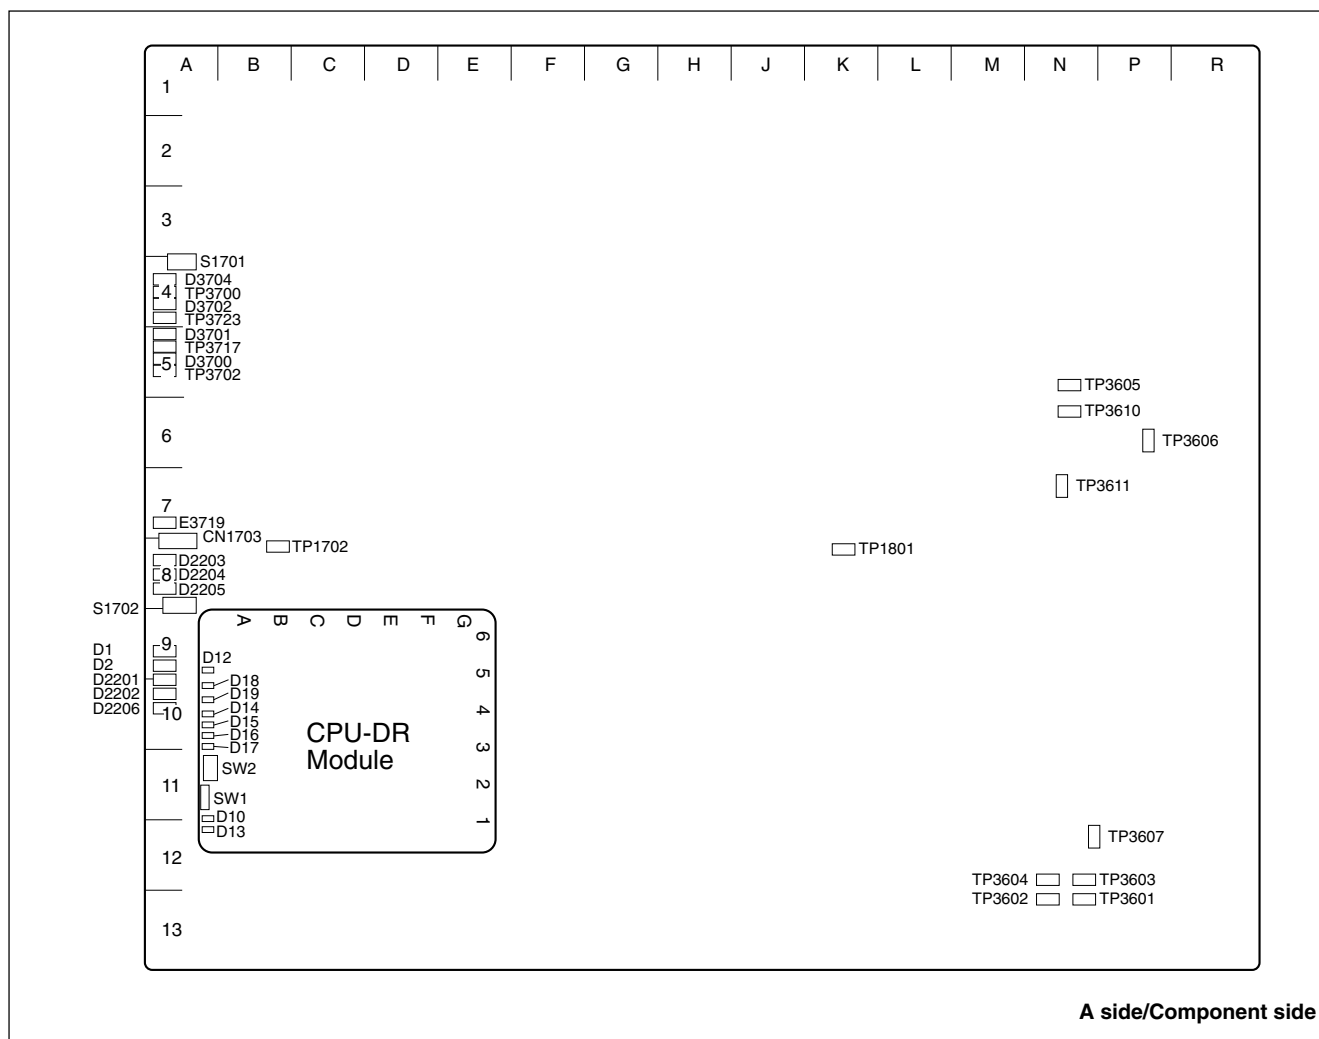 A B C D E F G H J K L M N P R
1
2
3
S1701
D3704
4
TP3700
D3702
TP3723
D3701
TP3717
D3700
5
TP3702
TP3605
TP3610
6
TP3606
TP3611
7
E3719
CN1703
TP1702
TP1801
D2203
8
D2204
D2205
S1702
A B C D E F G
6
9
D1
D2
D12
5
D2201
D18
D2202
D19
D2206
10
D14
4
D15
D16
D17
3
CPU-DR
Module
SW2
11
2
SW1
D10
1
D13
TP3607
12
TP3604
TP3603
TP3602
TP3601
13
A side/Component side